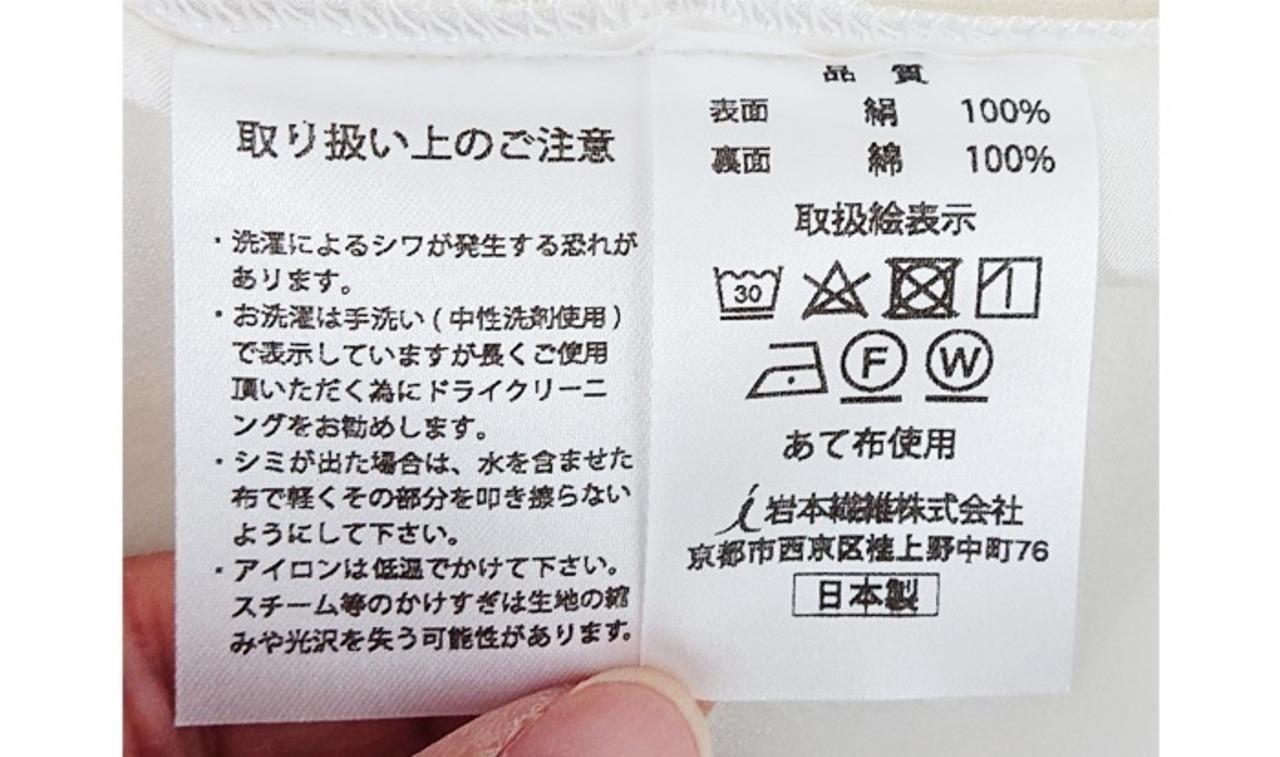 取り扱い上のご注意
・洗濯によるシワが発生する恐れが
あります。
・お洗濯は手洗い(中性洗剤使用)
で表示していますが長くご使用
頂いただく為にドライクリーニ
ングをお勧めします。
・シミが出た場合は、水を含ませた
布で軽くその部分を叩き擦らない
ようにして下さい。
・アイロンは低温でかけて下さい。
スチーム等のかけすぎは生地の縮
みや光沢を失う可能性があります。
品 質
表面 絹 100%
裏面 綿 100%
取扱絵表示
30
F W
あて布使用
i 岩本繊維株式会社
京都市西京区桂上野中町76
日本製